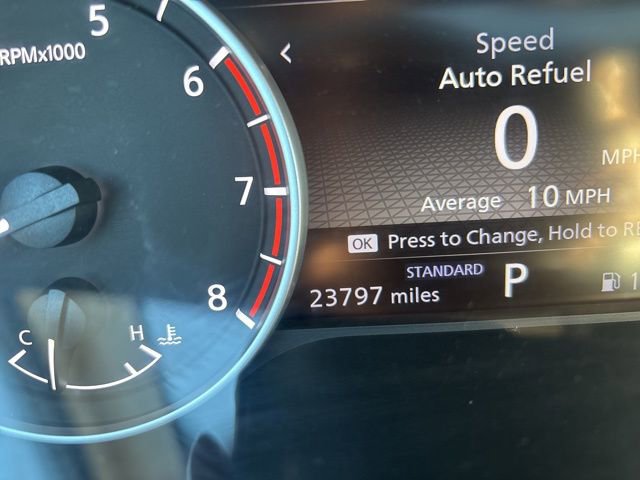 5
RPMx1000
6
7
8
C H
<
Speed
Auto Refuel
0
Average 10 MPH
OK Press to Change, Hold to
STANDARD
23797 miles P